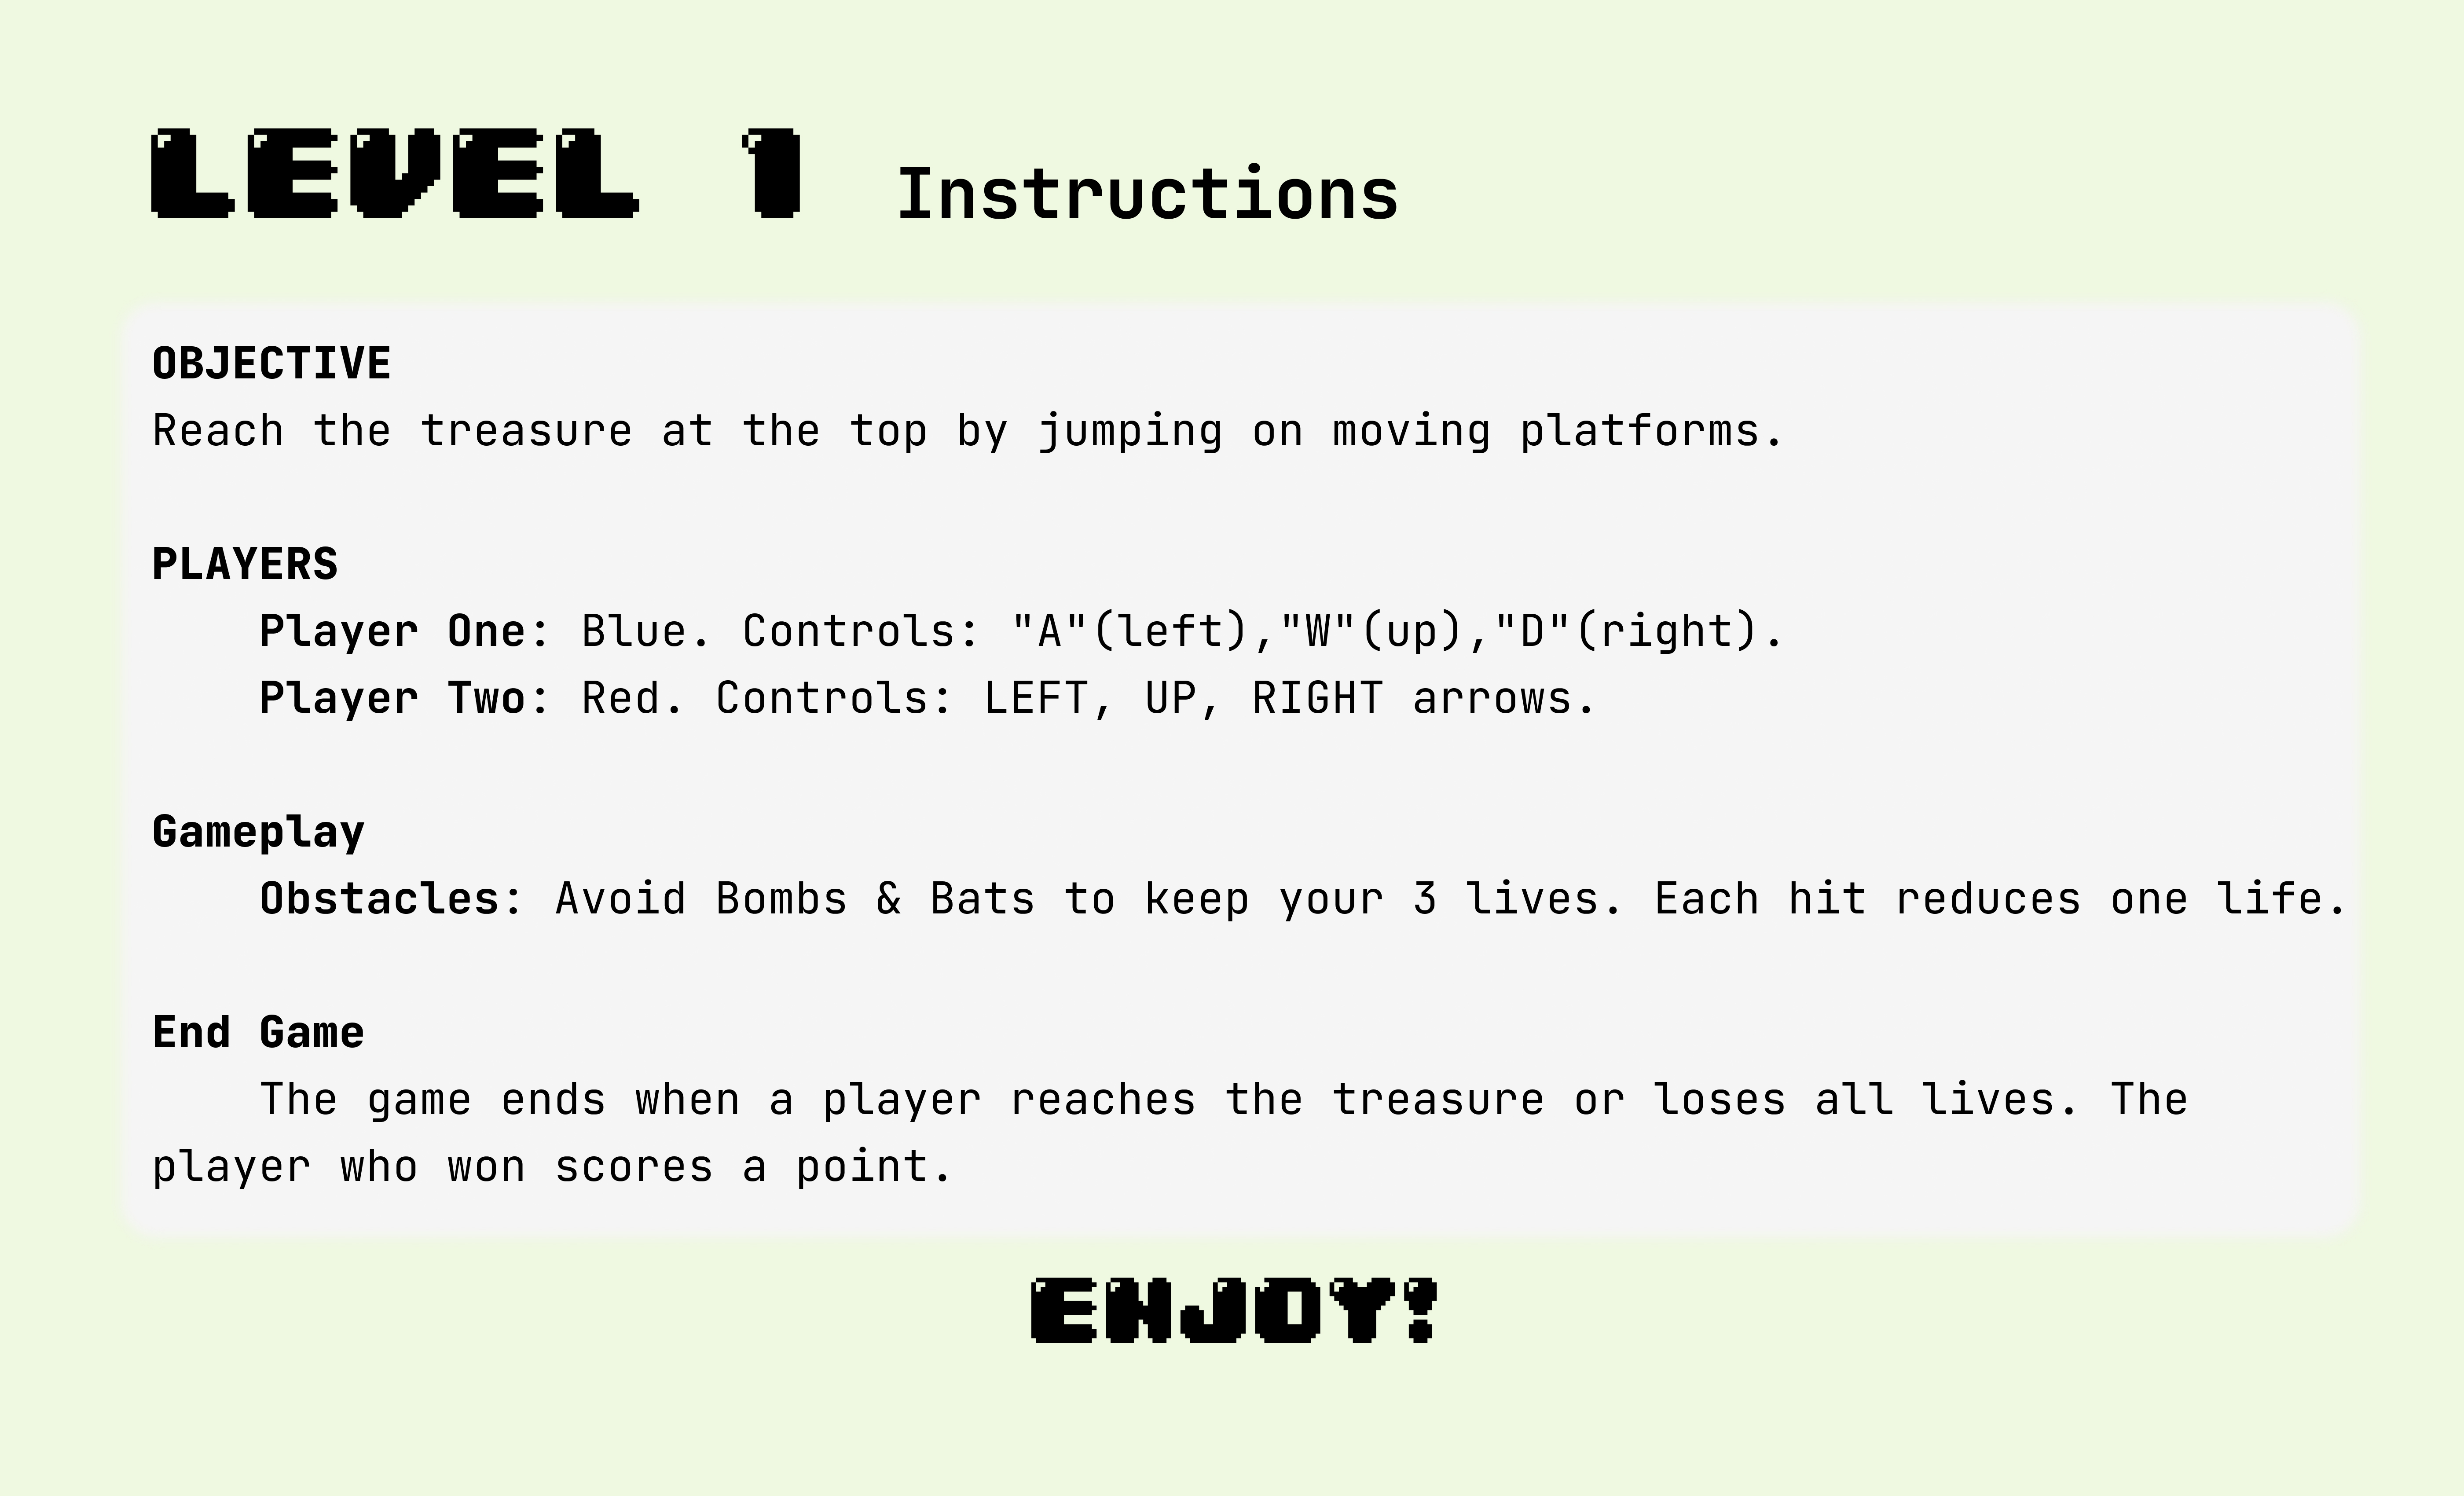 LEVEL 1 Instructions
OBJECTIVE
Reach the treasure at the top by jumping on moving platforms.
PLAYERS
Player One: Blue. Controls: "A"(left),"W"(up),"D"(right).
Player Two: Red. Controls: LEFT, UP, RIGHT arrows.
Gameplay
Obstacles: Avoid Bombs & Bats to keep your 3 lives. Each hit reduces one life.
End Game
The game ends when a player reaches the treasure or loses all lives. The
player who won scores a point.
ENJOY!